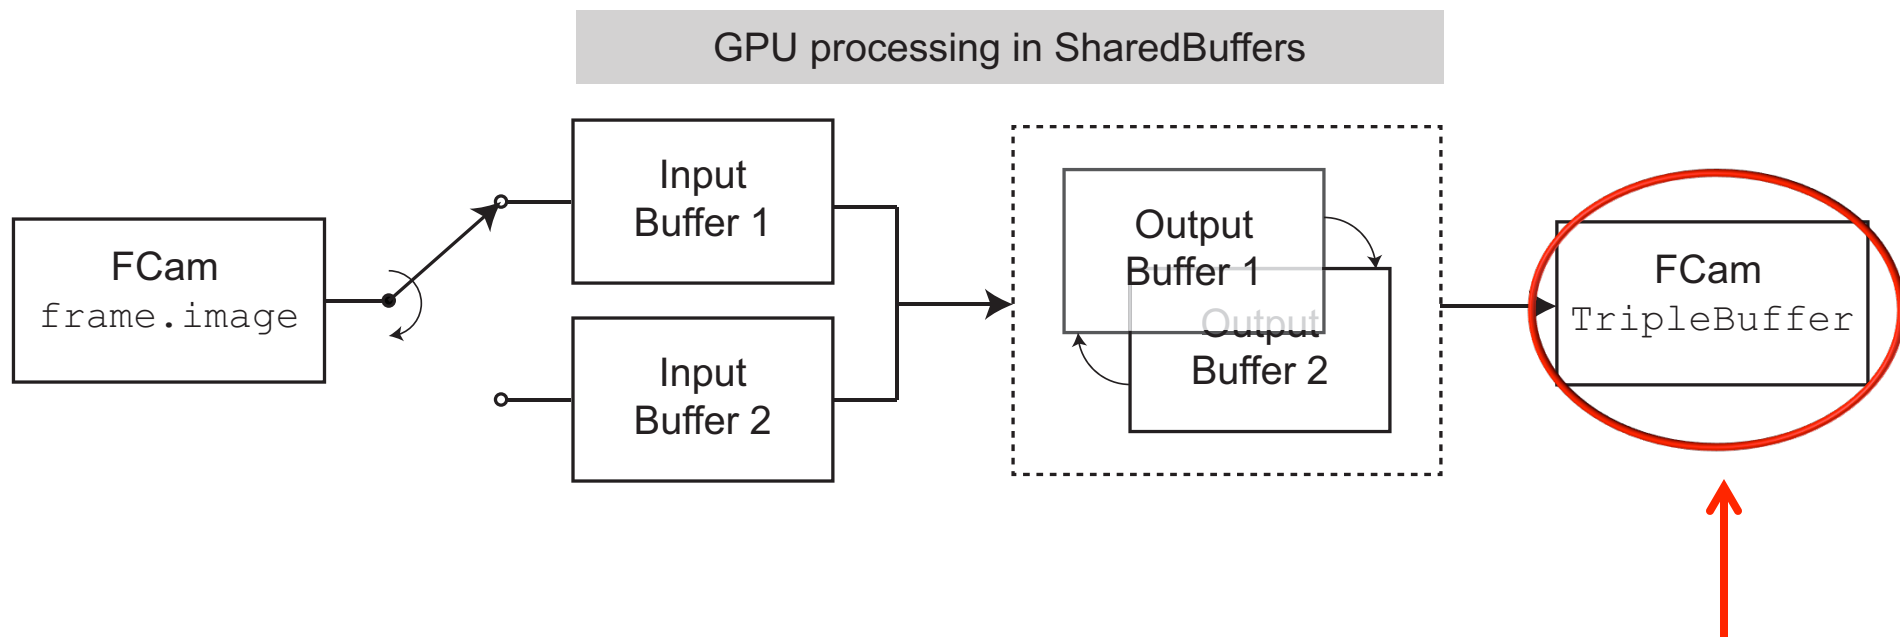 GPU processing in SharedBuffers
FCam
frame.image
Input
Buffer 1
Input
Buffer 2
Output
Buffer 1
Output
Buffer 2
FCam
TripleBuffer